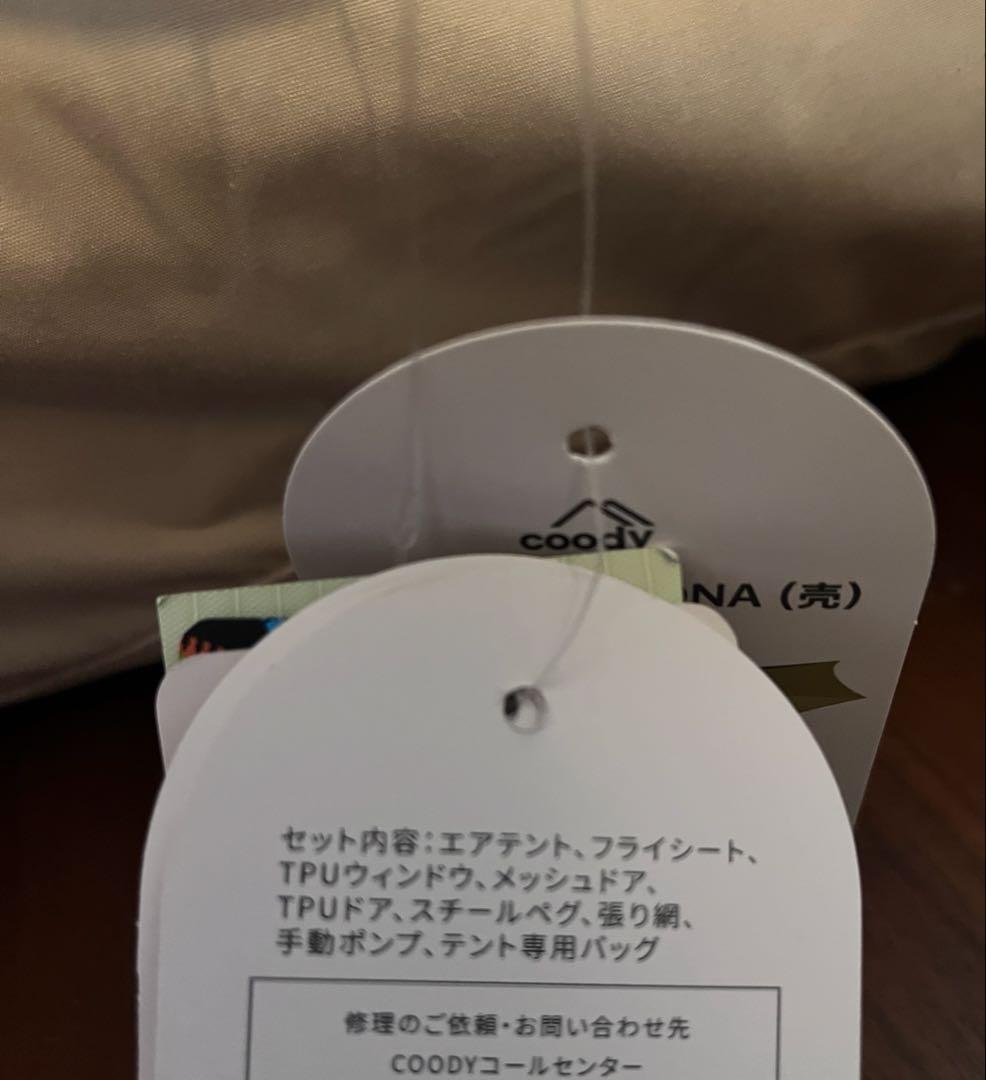 coody
NA（売）
セット内容：エアテント、フライシート、
TPUウィンドウ、メッシュドア、
TPUドア、スチールペグ、張り網、
手動ポンプ、テント専用バッグ
修理のご依頼・お問い合わせ先
COODYコールセンター